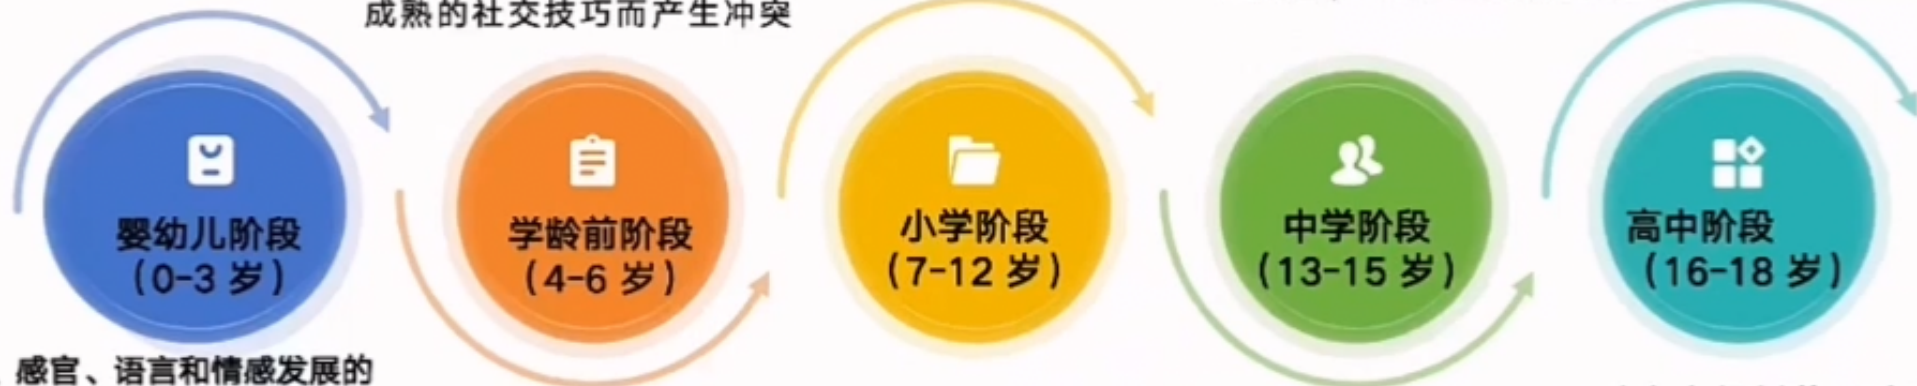 成熟的社交技巧而产生冲突
婴幼儿阶段
（0-3 岁）
学龄前阶段
（4-6 岁）
小学阶段
（7-12 岁）
中学阶段
（13-15 岁）
高中阶段
（16-18 岁）
感官、语言和情感发展的